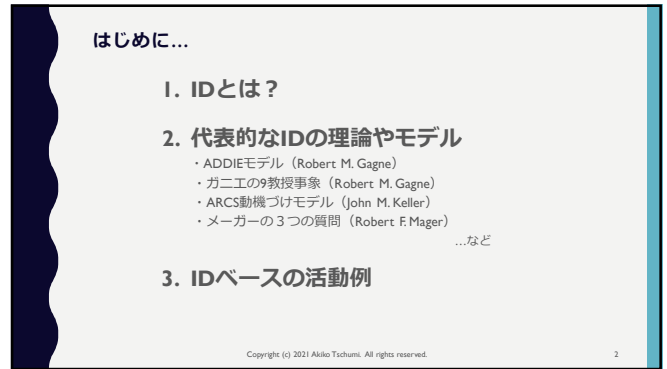 はじめに…
1. IDとは？
2. 代表的なIDの理論やモデル
・ADDIEモデル（Robert M. Gagne）
・ガニエの9教授事象（Robert M. Gagne）
・ARCS動機づけモデル（John M. Keller）
・メーガーの３つの質問（Robert F. Mager）
…など
3. IDベースの活動例
Copyright (c) 2021 Akiko Tschumi. All rights reserved.
2